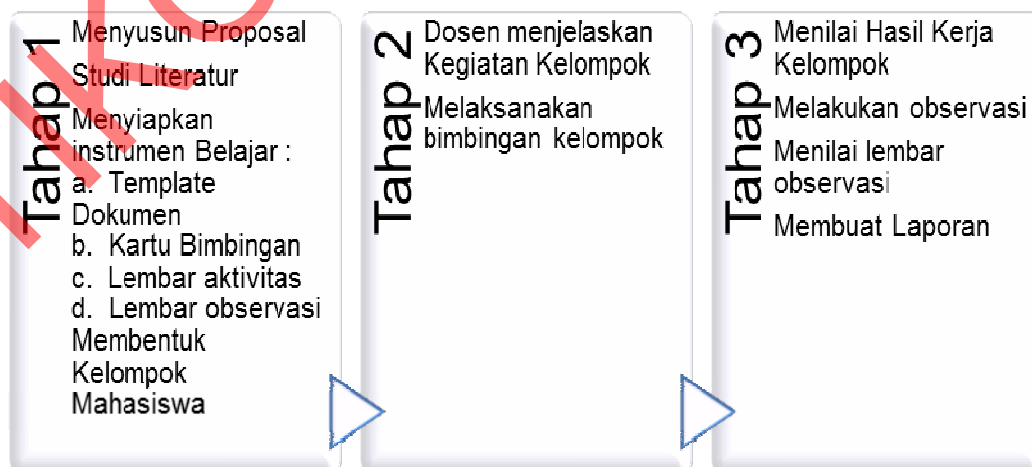 Tahap 1
Menyusun Proposal
Studi Literatur
Menyiapkan
instrumen Belajar :
a. Template
Dokumen
b. Kartu Bimbingan
c. Lembar aktivitas
d. Lembar observasi
Membentuk
Kelompok
Mahasiswa
Tahap 2
Dosen menjelaskan
Kegiatan Kelompok
Melaksanakan
bimbingan kelompok
Tahap 3
Menilai Hasil Kerja
Kelompok
Melakukan observasi
Menilai lembar
observasi
Membuat Laporan